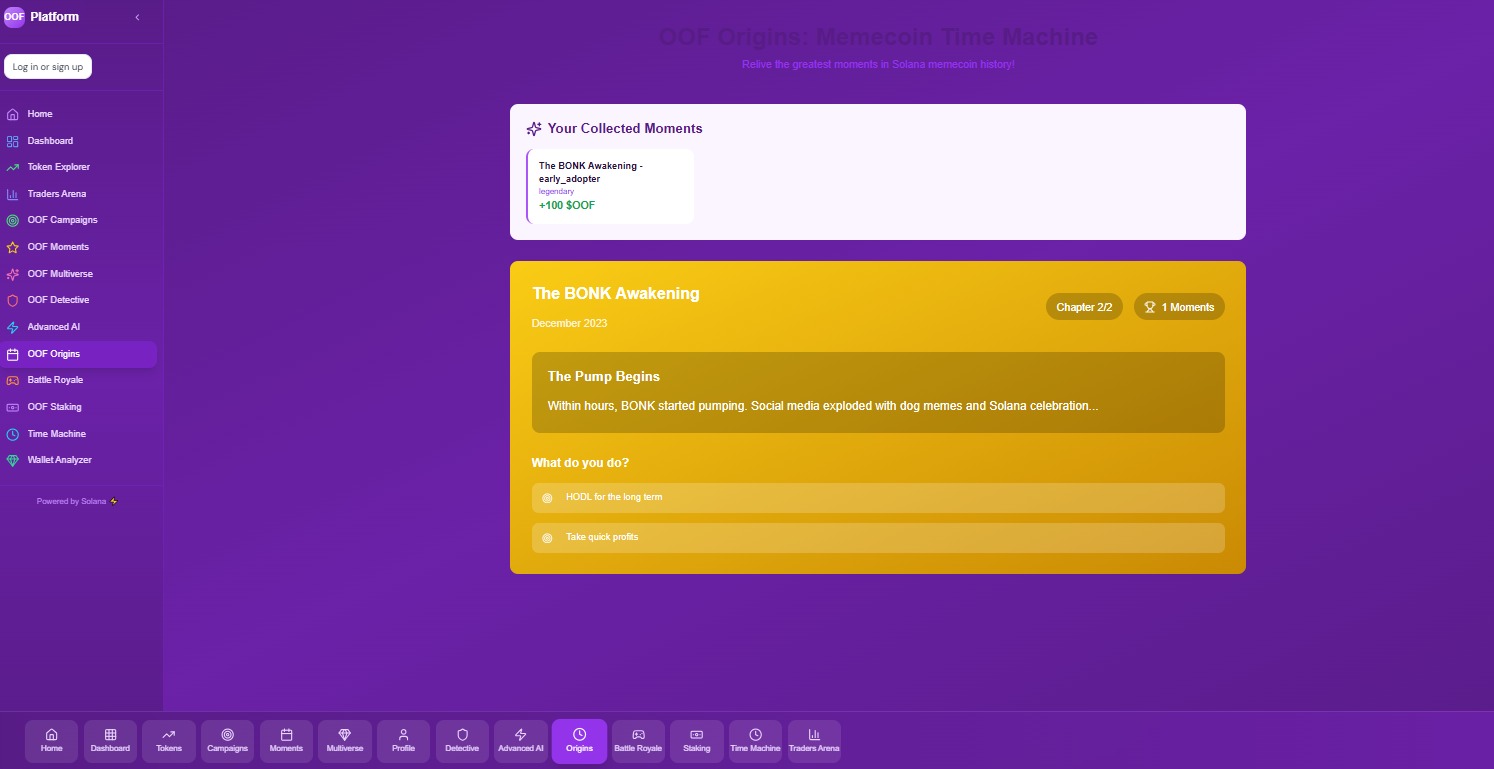 OOF Platform
Log in or sign up
Home
Dashboard
Token Explorer
Traders Arena
OOF Campaigns
OOF Moments
OOF Multiverse
OOF Detective
Advanced AI
OOF Origins
Battle Royale
OOF Staking
Time Machine
Wallet Analyzer
Powered by Solana
OOF Origins: Memecoin Time Machine
Relive the greatest moments in Solana memecoin history!
Your Collected Moments
The BONK Awakening -
early_adopter
legendary
+100 $OOF
The BONK Awakening
December 2023
Chapter 2/2
1 Moments
The Pump Begins
Within hours, BONK started pumping. Social media exploded with dog memes and Solana celebration...
What do you do?
HODL for the long term
Take quick profits
Home
Dashboard
Tokens
Campaigns
Moments
Multiverse
Profile
Detective
Advanced AI
Origins
Battle Royale
Staking
Time Machine
Traders Arena